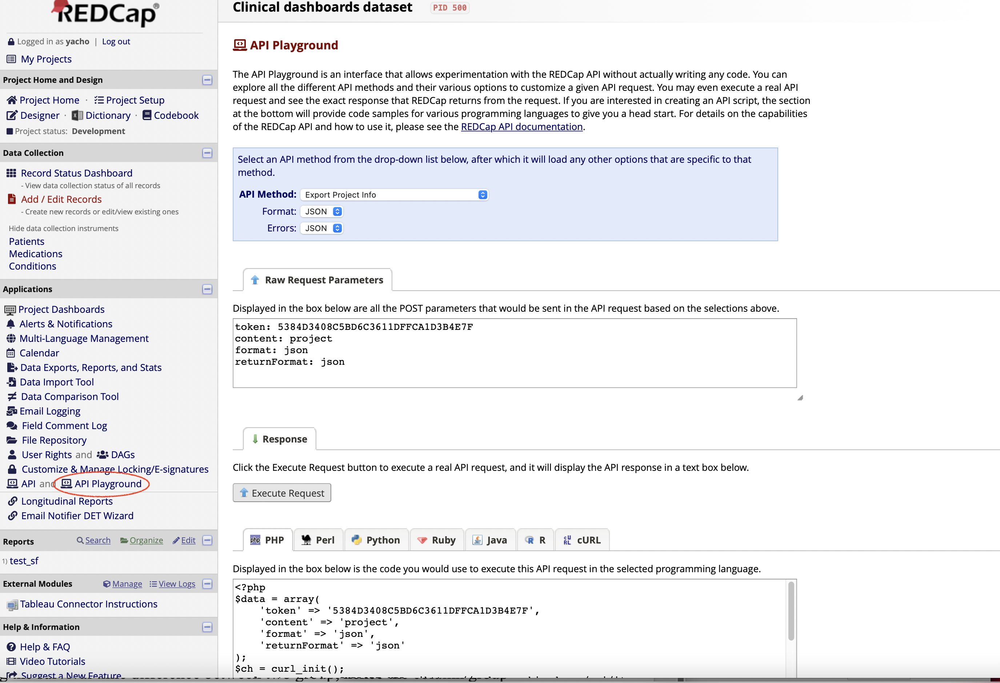 REDCap®
Logged in as yacho | Log out
My Projects
Project Home and Design
Project Home · Project Setup
Designer · Dictionary · Codebook
Project status: Development
Data Collection
Record Status Dashboard
- View data collection status of all records
Add / Edit Records
- Create new records or edit/view existing ones
Hide data collection instruments
Patients
Medications
Conditions
Applications
Project Dashboards
Alerts & Notifications
Multi-Language Management
Calendar
Data Exports, Reports, and Stats
Data Import Tool
Data Comparison Tool
Email Logging
Field Comment Log
File Repository
User Rights and DAGs
Customize & Manage Locking/E-signatures
API and API Playground
Longitudinal Reports
Email Notifier DET Wizard
Reports Search Organize Edit
1) test_sf
External Modules Manage View Logs
Tableau Connector Instructions
Help & Information
Help & FAQ
Video Tutorials
Suggest a New Feature
Clinical dashboards dataset PID 500
API Playground
The API Playground is an interface that allows experimentation with the REDCap API without actually writing any code. You can
explore all the different API methods and their various options to customize a given API request. You may even execute a real API
request and see the exact response that REDCap returns from the request. If you are interested in creating an API script, the section
at the bottom will provide code samples for various programming languages to give you a head start. For details on the capabilities
of the REDCap API and how to use it, please see the REDCap API documentation.
Select an API method from the drop-down list below, after which it will load any other options that are specific to that
method.
API Method: Export Project Info
Format: JSON
Errors: JSON
Raw Request Parameters
Displayed in the box below are all the POST parameters that would be sent in the API request based on the selections above.
token: 5384D3408C5BD6C3611DFFCA1D3B4E7F
content: project
format: json
returnFormat: json
Response
Click the Execute Request button to execute a real API request, and it will display the API response in a text box below.
Execute Request
PHP Perl Python Ruby Java R cURL
Displayed in the box below is the code you would use to execute this API request in the selected programming language.
<?php
$data = array(
'token' => '5384D3408C5BD6C3611DFFCA1D3B4E7F',
'content' => 'project',
'format' => 'json',
'returnFormat' => 'json'
);
$ch = curl_init();